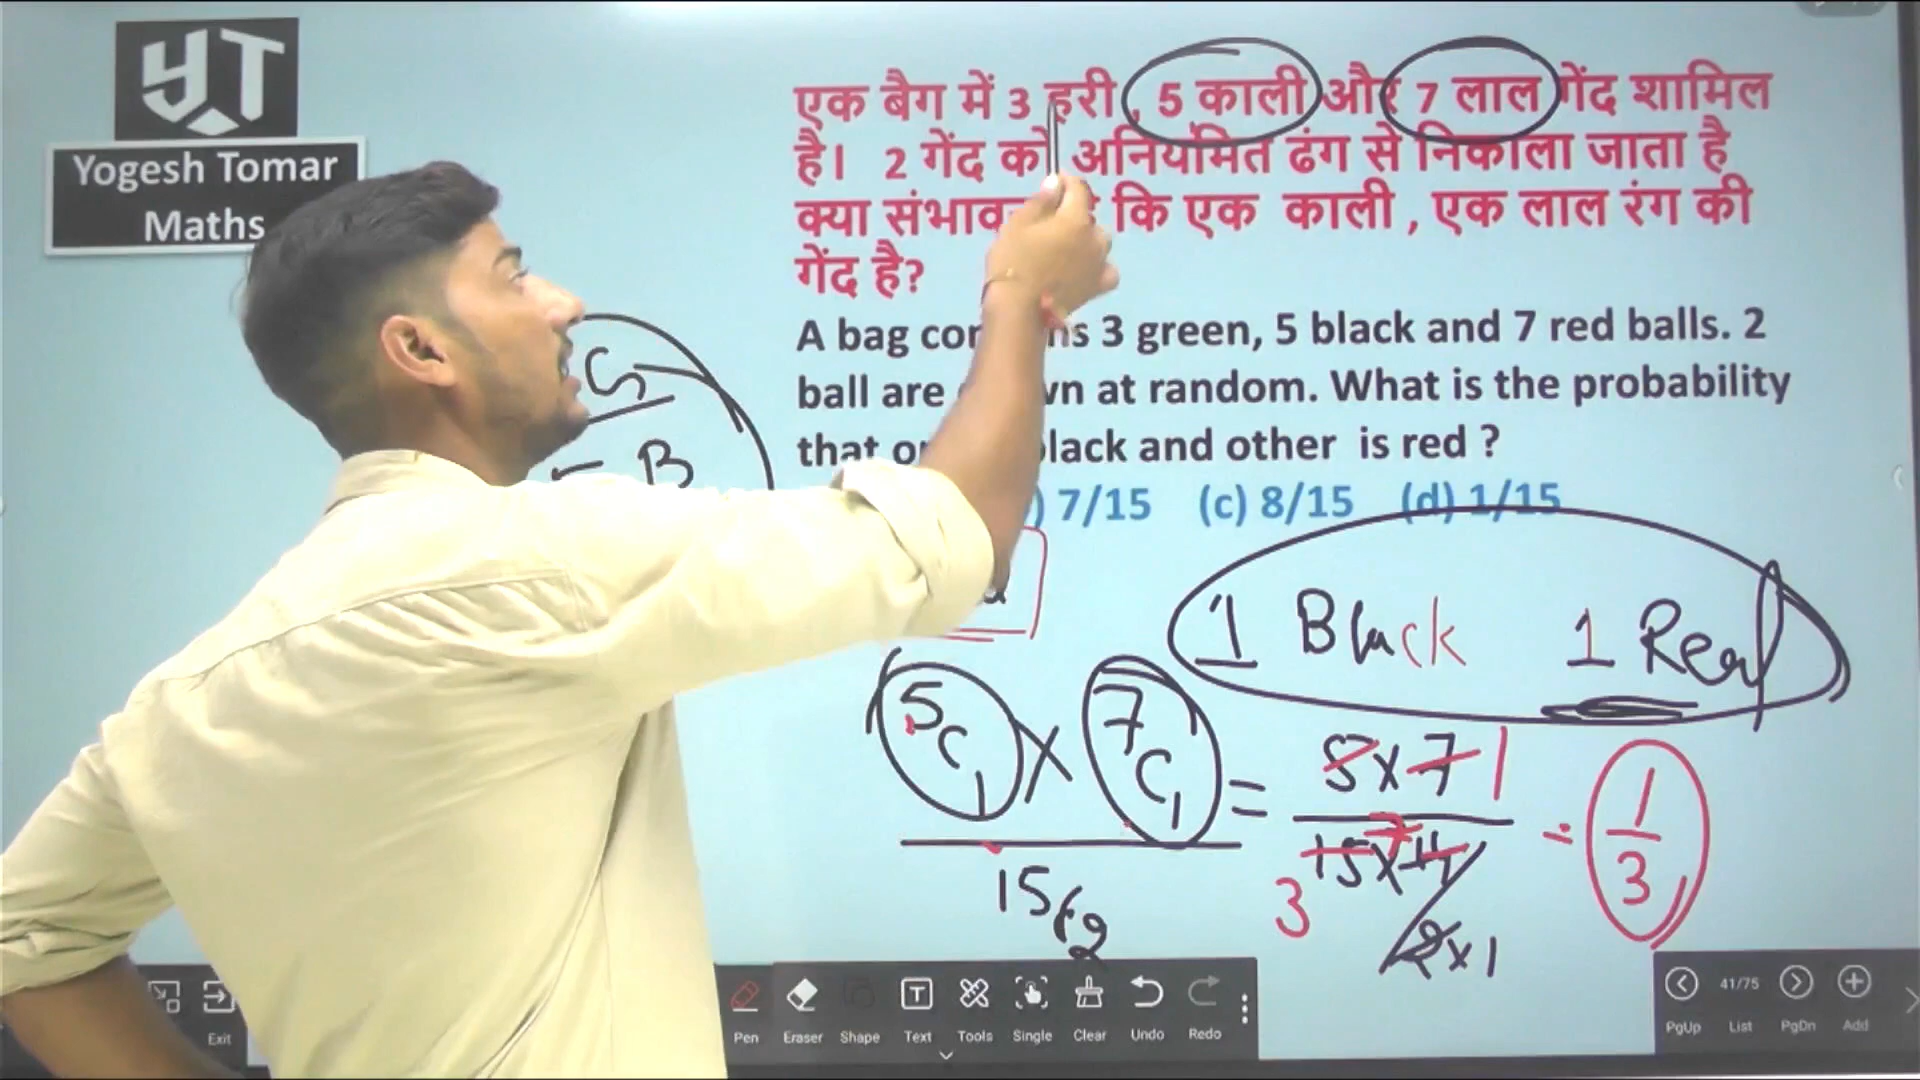 YT
Yogesh Tomar
Maths
एक बैग में 3 हरी , 5 काली और 7 लाल गेंद शामिल
है। 2 गेंद को अनियमित ढंग से निकाला जाता है
क्या कि एक काली , एक लाल रंग की
गेंद है?
A bag 3 green, 5 black and 7 red balls. 2
ball are at random. What is the probability
that and other is red ?
7/15 (c) 8/15 (d) 1/15
G
B
1 Black 1 Red
5C1 × 7C1 = 5×7 1
15C2
3 15×14 7
2×1
1
3
Exit
Pen Eraser Shape Text Tools Single Clear Undo Redo
41/75
PgUp List PgDn Add